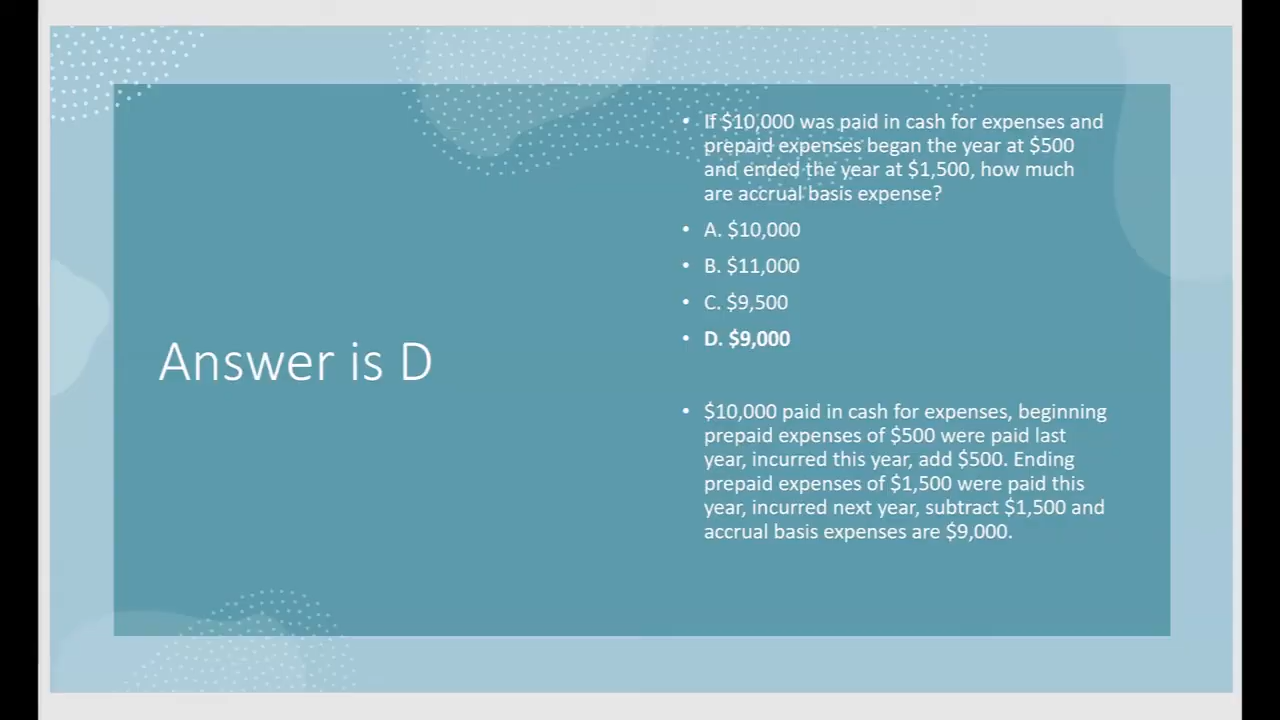 Answer is D
• If $10,000 was paid in cash for expenses and
prepaid expenses began the year at $500
and ended the year at $1,500, how much
are accrual basis expense?
• A. $10,000
• B. $11,000
• C. $9,500
• D. $9,000
• $10,000 paid in cash for expenses, beginning
prepaid expenses of $500 were paid last
year, incurred this year, add $500. Ending
prepaid expenses of $1,500 were paid this
year, incurred next year, subtract $1,500 and
accrual basis expenses are $9,000.